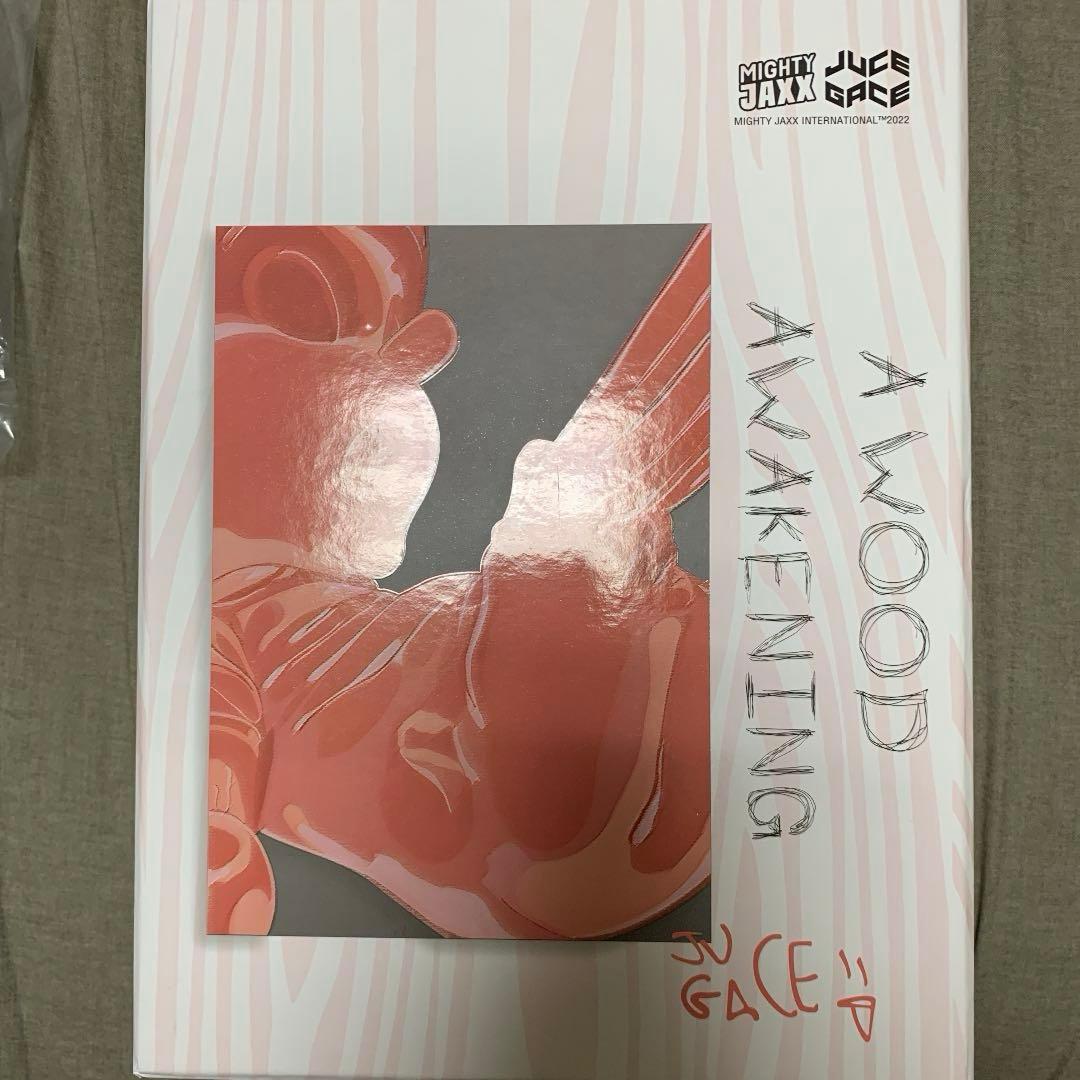 MIGHTY JAXX
JUCE GACE
MIGHTY JAXX INTERNATIONAL™2022
A WOOD
AWAKENING
JU
GACE